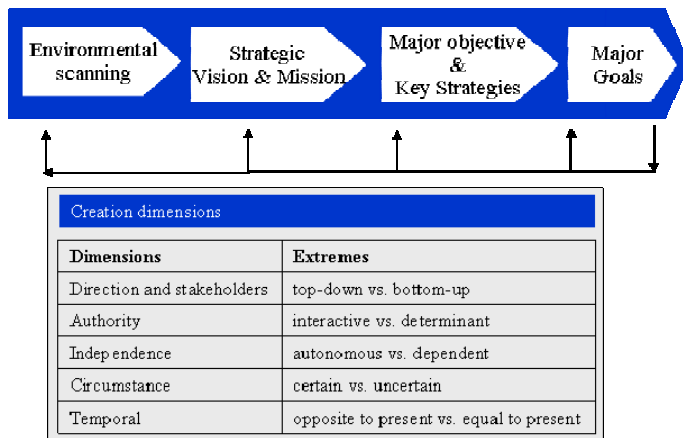 Environmental
scanning
Strategic
Vision & Mission
Major objective
&
Key Strategies
Major
Goals
Creation dimensions
Dimensions Extremes
Direction and stakeholders top-down vs. bottom-up
Authority interactive vs. determinant
Independence autonomous vs. dependent
Circumstance certain vs. uncertain
Temporal opposite to present vs. equal to present